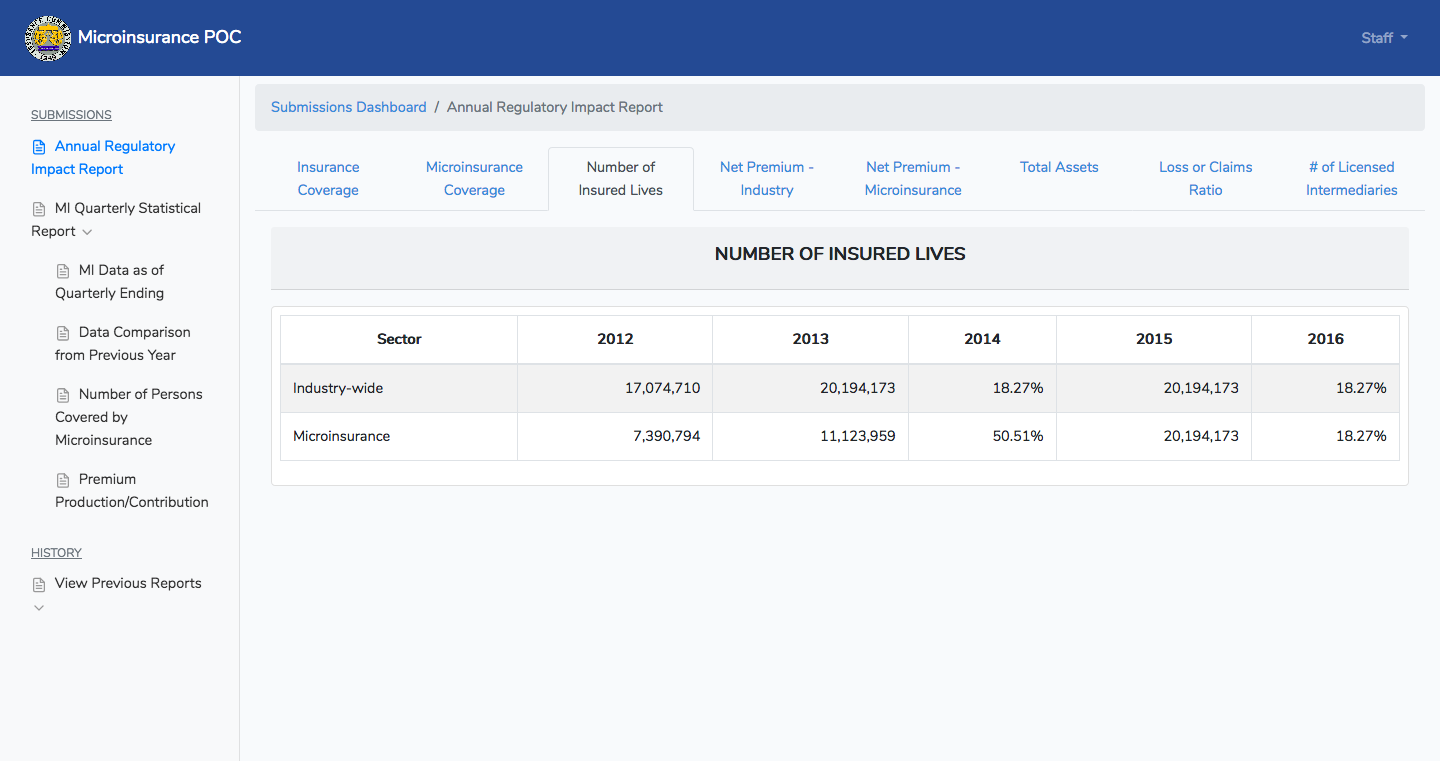 Microinsurance POC
Staff
SUBMISSIONS
Annual Regulatory
Impact Report
MI Quarterly Statistical
Report
MI Data as of
Quarterly Ending
Data Comparison
from Previous Year
Number of Persons
Covered by
Microinsurance
Premium
Production/Contribution
HISTORY
View Previous Reports
Submissions Dashboard / Annual Regulatory Impact Report
Insurance
Coverage
Microinsurance
Coverage
Number of
Insured Lives
Net Premium -
Industry
Net Premium -
Microinsurance
Total Assets
Loss or Claims
Ratio
# of Licensed
Intermediaries
NUMBER OF INSURED LIVES
Sector 2012 2013 2014 2015 2016
Industry-wide 17,074,710 20,194,173 18.27% 20,194,173 18.27%
Microinsurance 7,390,794 11,123,959 50.51% 20,194,173 18.27%